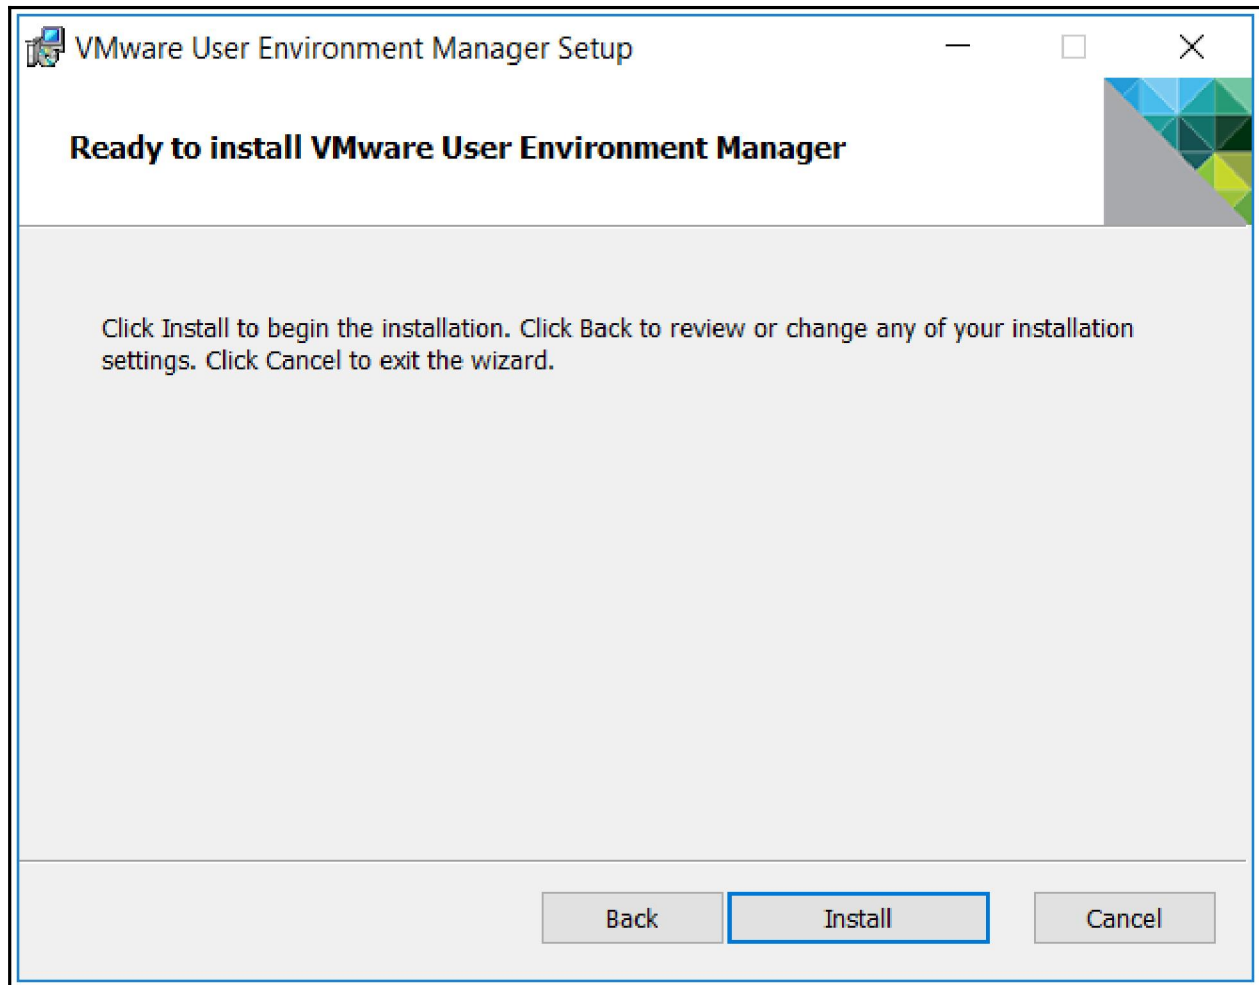 VMware User Environment Manager Setup
Ready to install VMware User Environment Manager
Click Install to begin the installation. Click Back to review or change any of your installation
settings. Click Cancel to exit the wizard.
Back Install Cancel